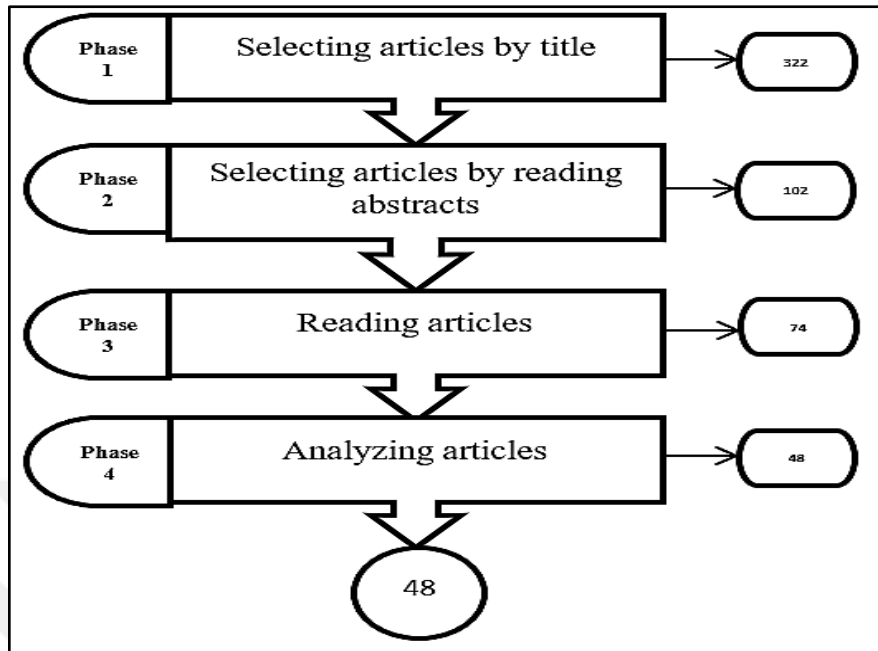 Phase
1
Selecting articles by title
322
Phase
2
Selecting articles by reading
abstracts
102
Phase
3
Reading articles
74
Phase
4
Analyzing articles
48
48